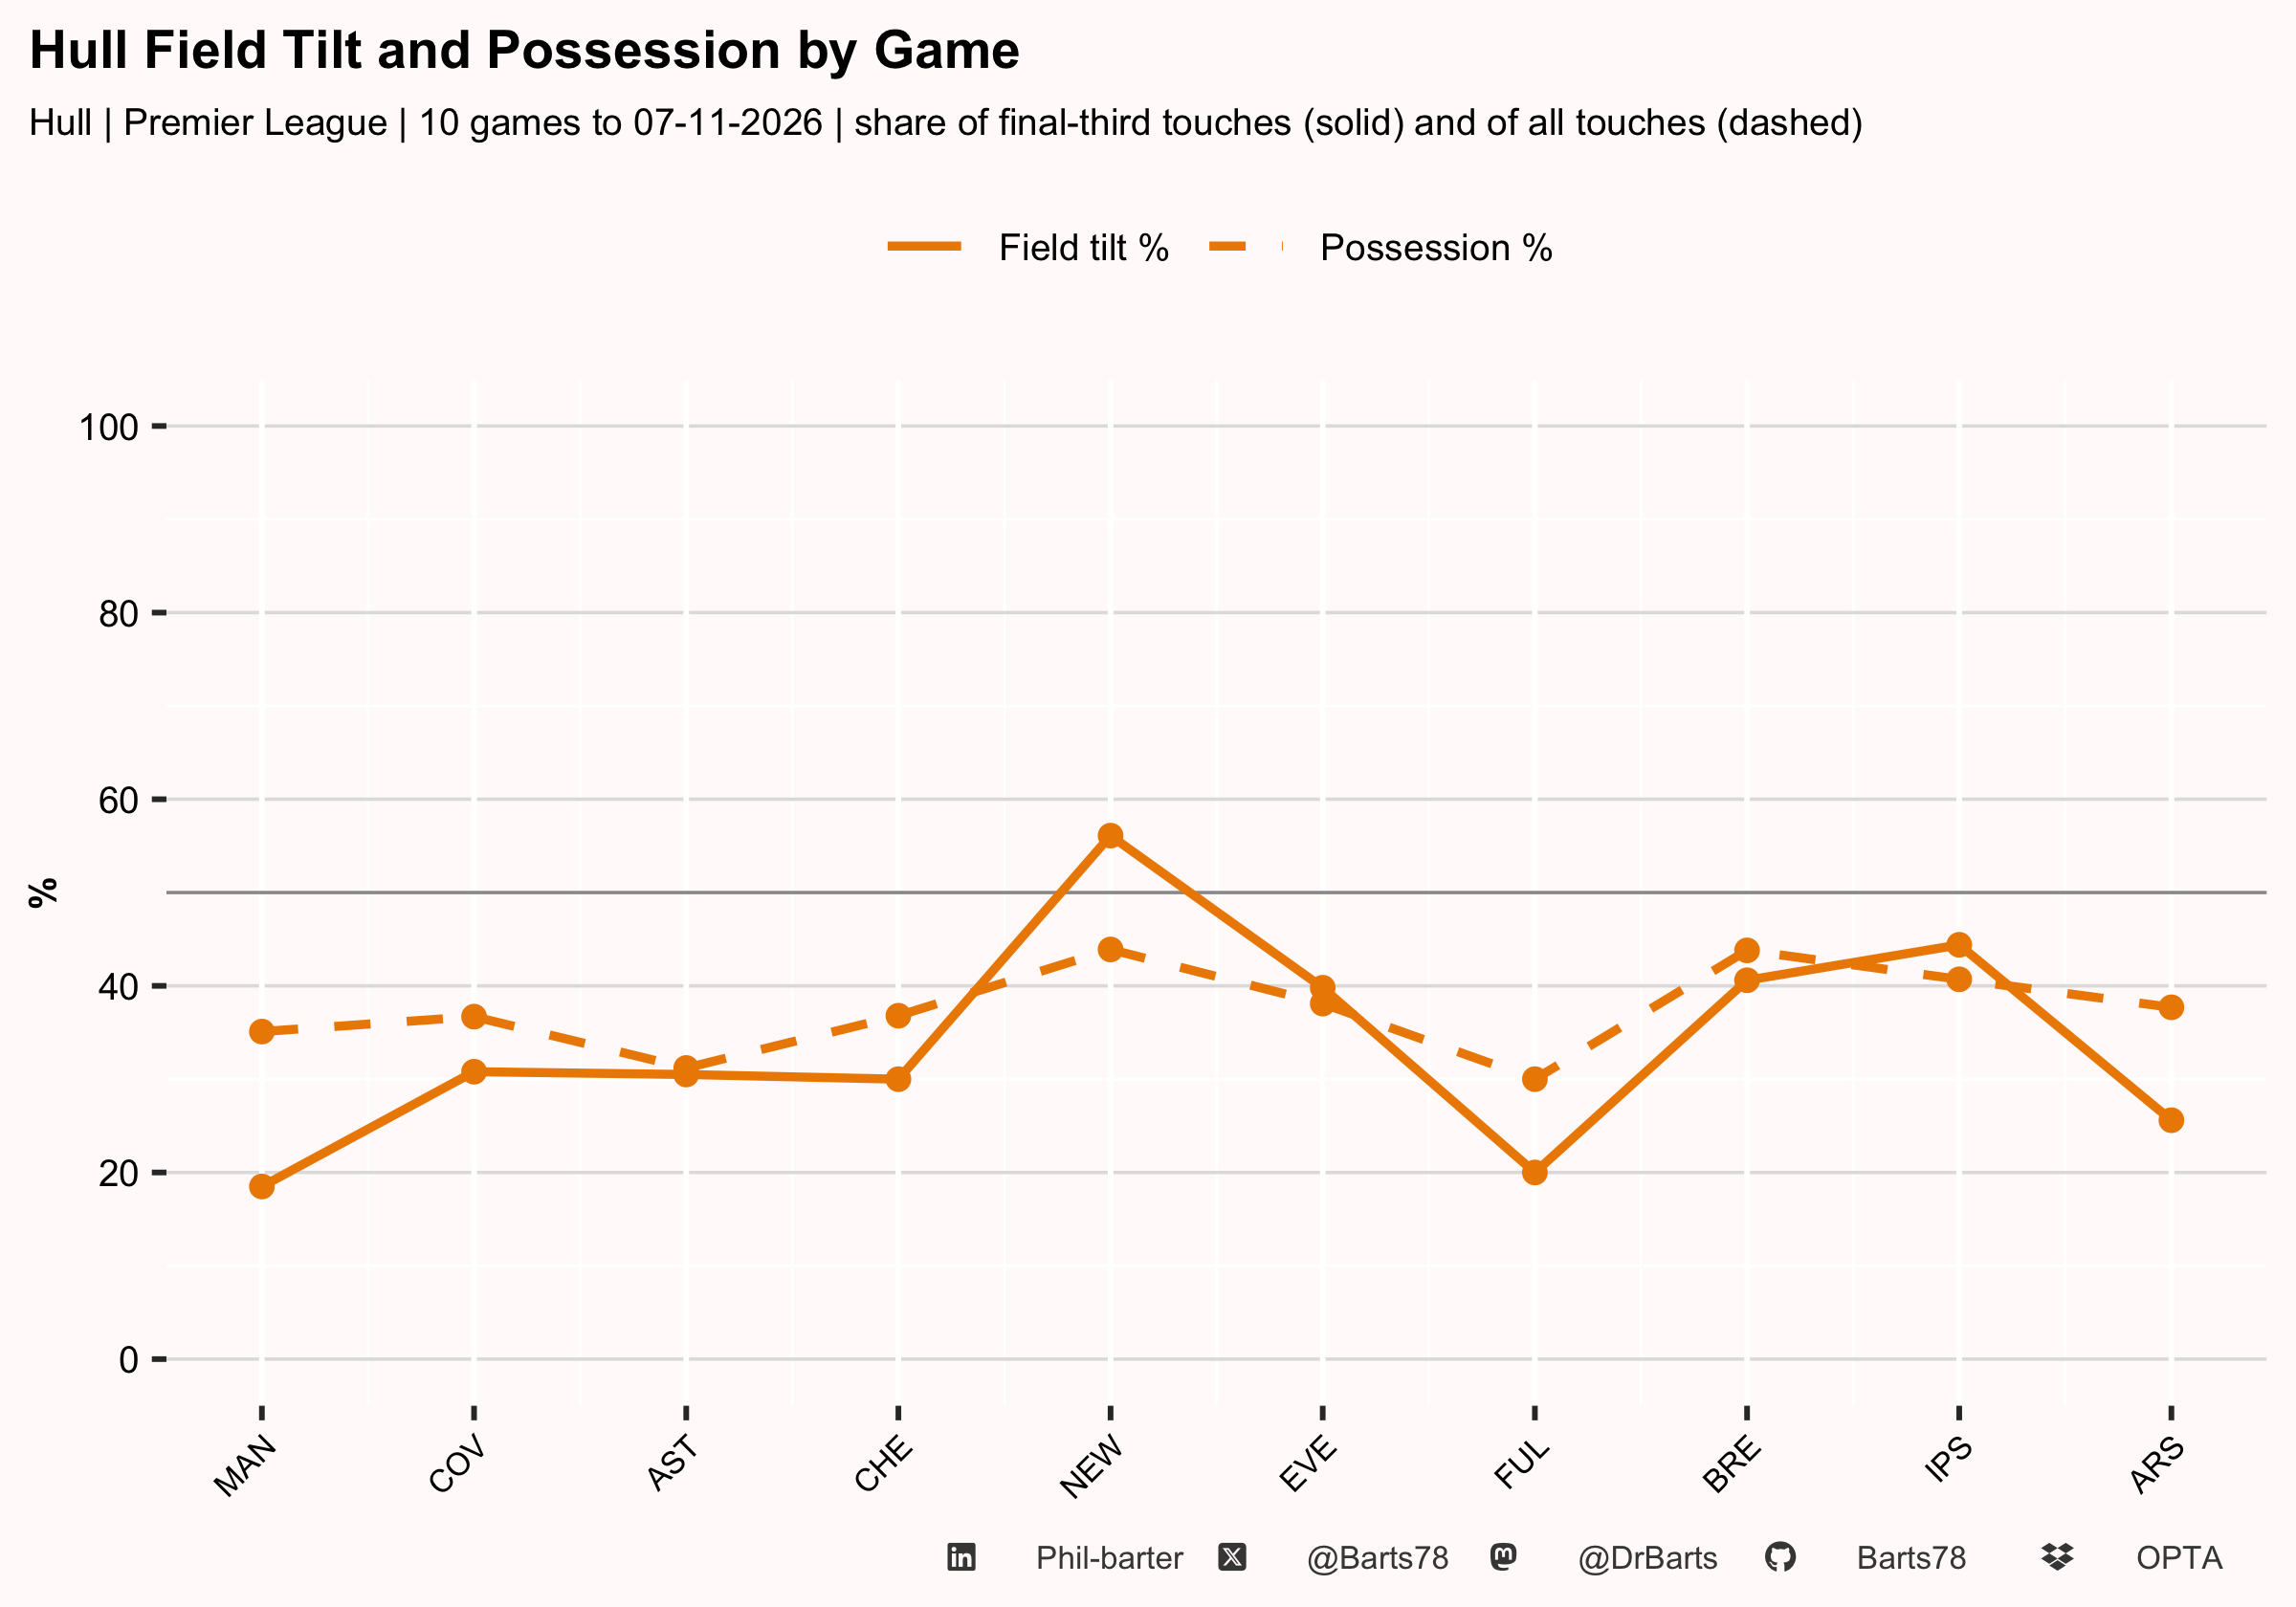 Hull Field Tilt and Possession by Game
Hull | Premier League | 10 games to 07-11-2026 | share of final-third touches (solid) and of all touches (dashed)
Field tilt % Possession %
100
80
60
40
20
0
%
MAN COV AST CHE NEW EVE FUL BRE IPS ARS
Phil-barter @Barts78 @DrBarts Barts78 OPTA